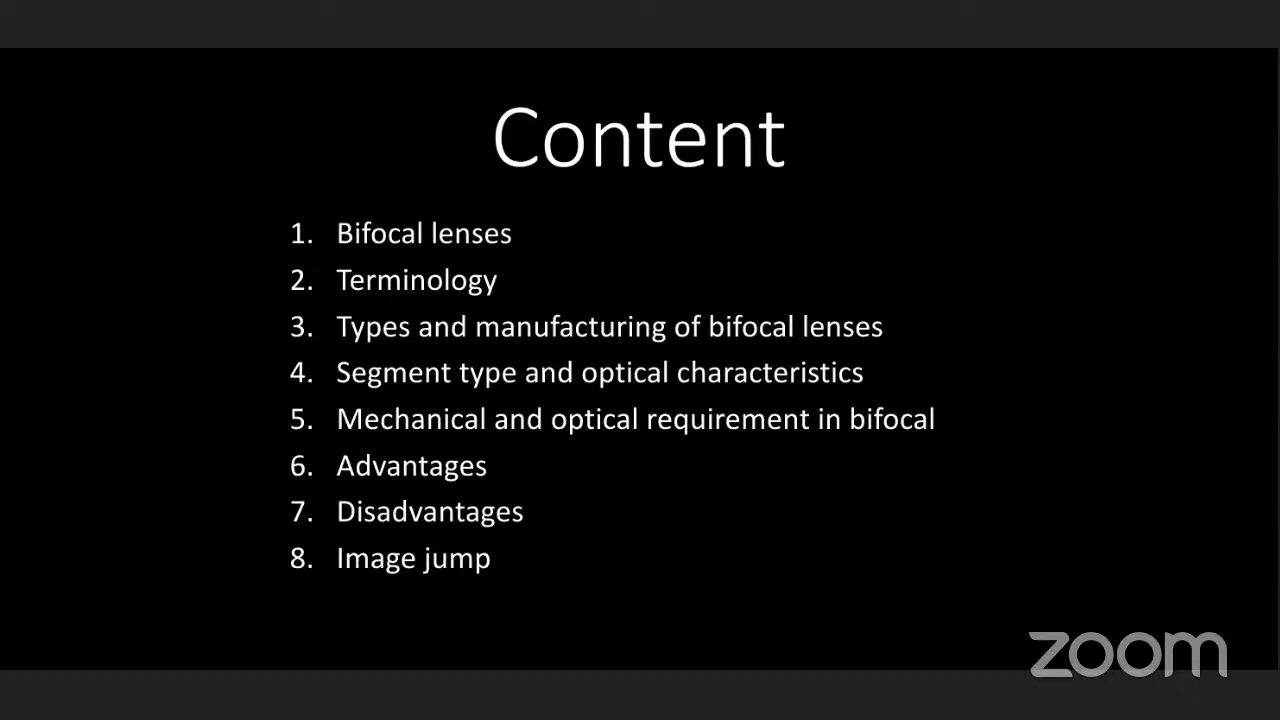 Content
1. Bifocal lenses
2. Terminology
3. Types and manufacturing of bifocal lenses
4. Segment type and optical characteristics
5. Mechanical and optical requirement in bifocal
6. Advantages
7. Disadvantages
8. Image jump
zoom